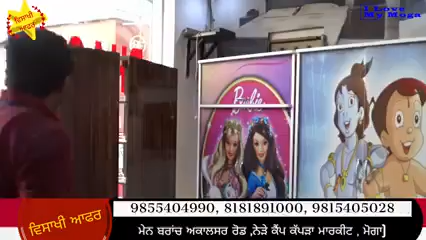 ਵਿਸਾਖੀ
ਆਫਰ
I Love
My Moga
Barbie
ਵਿਸਾਖੀ ਆਫਰ
9855404990, 8181891000, 9815405028
ਮੇਨ ਬਰਾਂਚ ਅਕਾਲਸਰ ਰੋਡ ,ਨੇੜੇ ਕੈਂਪ ਕੱਪੜਾ ਮਾਰਕੀਟ , ਮੋਗਾ]